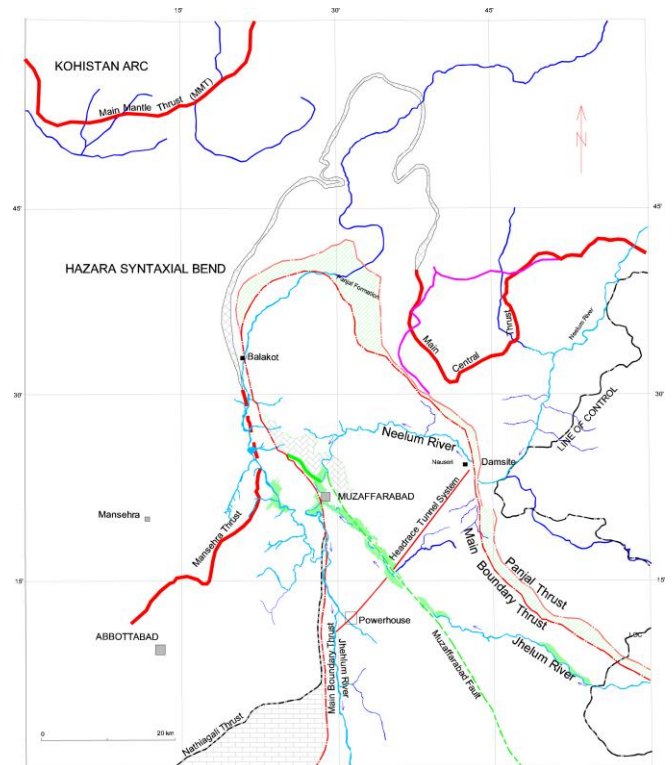 30'
45'
KOHISTAN ARC
Main Mantle Thrust (MMT)
N
45'
45'
HAZARA SYNTAXIAL BEND
Panjal Formation
Main
Central
Thrust
Neelum River
Balakot
30'
30'
LINE OF CONTROL
Neelum River
Nauseri
Damsite
MUZAFFARABAD
Headrace Tunnel System
Mansehra
Mansehra Thrust
15'
15'
Panjal Thrust
Main Boundary Thrust
Powerhouse
ABBOTTABAD
Main Boundary Thrust
Jhelum River
Muzaffarabad Fault
Jhelum River
LOC
Nathiagali Thrust
0
20 km